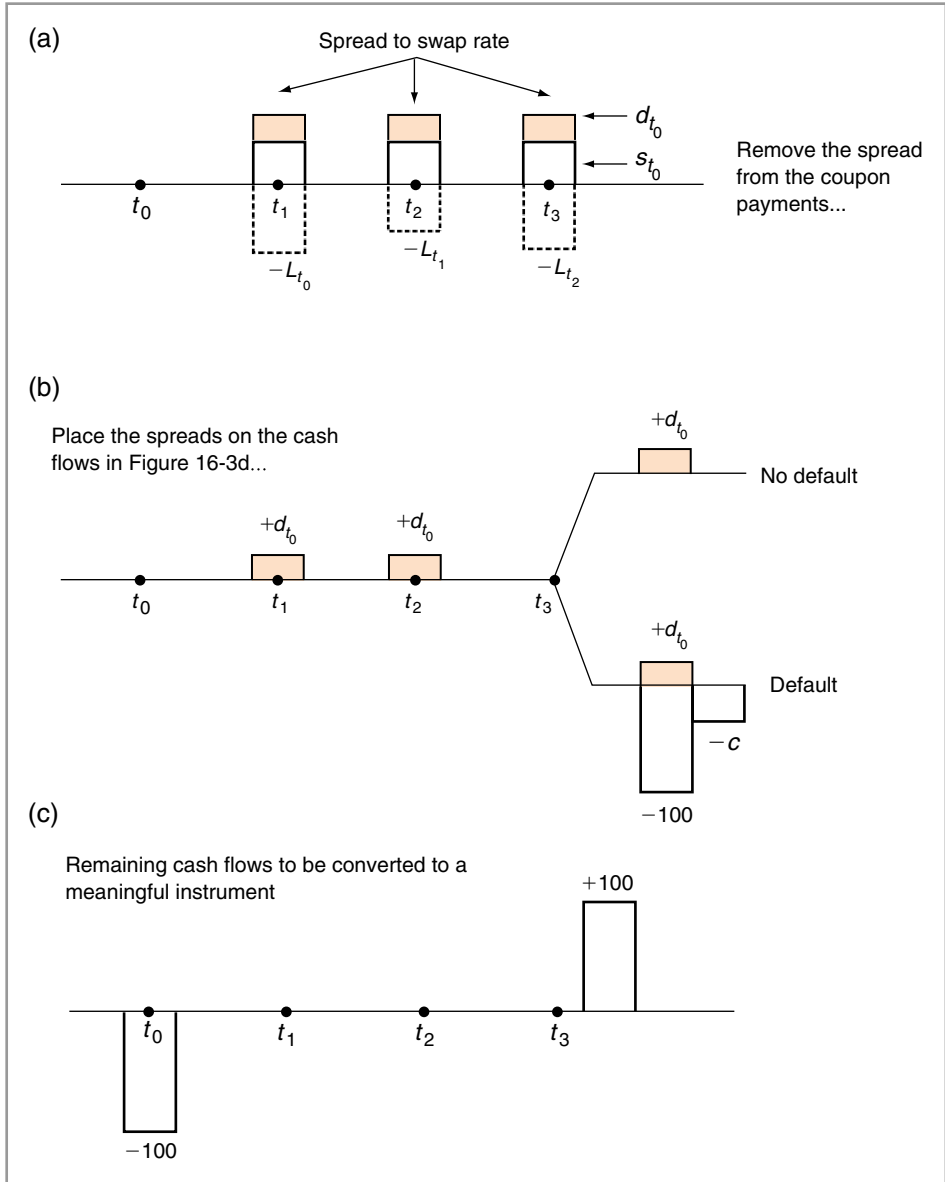 (a)
Spread to swap rate
d_{t_0}
s_{t_0}
Remove the spread
from the coupon
payments...
t_0
t_1
t_2
t_3
−L_{t_0}
−L_{t_1}
−L_{t_2}
(b)
Place the spreads on the cash
flows in Figure 16-3d...
+d_{t_0}
No default
+d_{t_0}
+d_{t_0}
t_0
t_1
t_2
t_3
+d_{t_0}
Default
−c
−100
(c)
Remaining cash flows to be converted to a
meaningful instrument
+100
t_0
t_1
t_2
t_3
−100